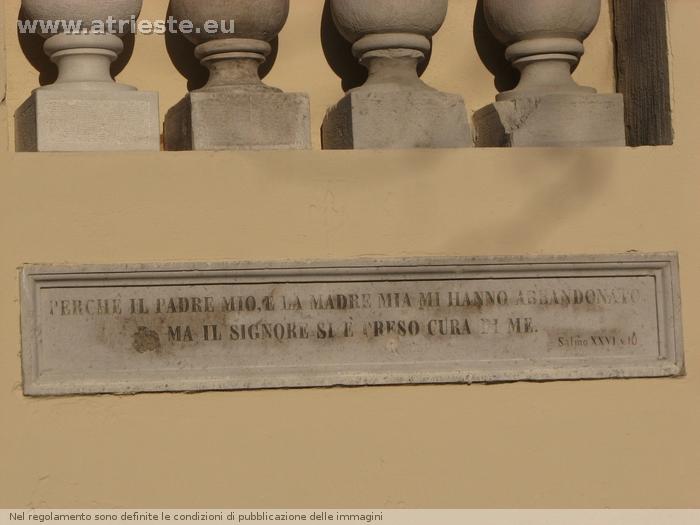 www.atrieste.eu
PERCHÉ IL PADRE MIO, E LA MADRE MIA MI HANNO ABBANDONATO
MA IL SIGNORE SI È PRESO CURA DI ME.
Salmo XXVI v. 10
Nel regolamento sono definite le condizioni di pubblicazione delle immagini